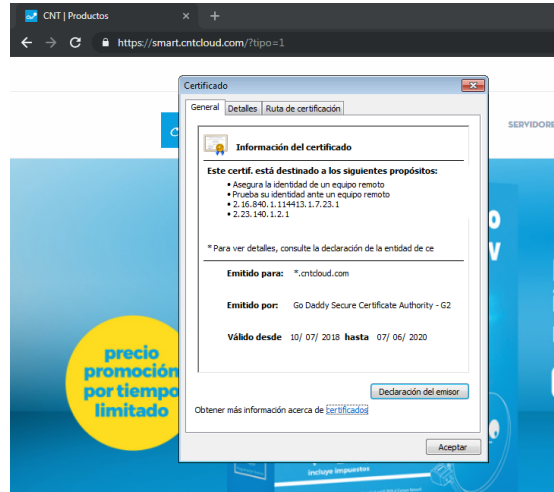 CNT | Productos
https://smart.cntcloud.com/?tipo=1
Certificado
General Detalles Ruta de certificación
SERVIDORE
Información del certificado
Este certif. está destinado a los siguientes propósitos:
• Asegura la identidad de un equipo remoto
• Prueba su identidad ante un equipo remoto
• 2.16.840.1.114413.1.7.23.1
• 2.23.140.1.2.1
* Para ver detalles, consulte la declaración de la entidad de ce
Emitido para: *.cntcloud.com
Emitido por: Go Daddy Secure Certificate Authority - G2
Válido desde 10/ 07/ 2018 hasta 07/ 06/ 2020
precio
promoción
por tiempo
limitado
Declaración del emisor
Obtener más información acerca de certificados
Aceptar
incluye impuestos